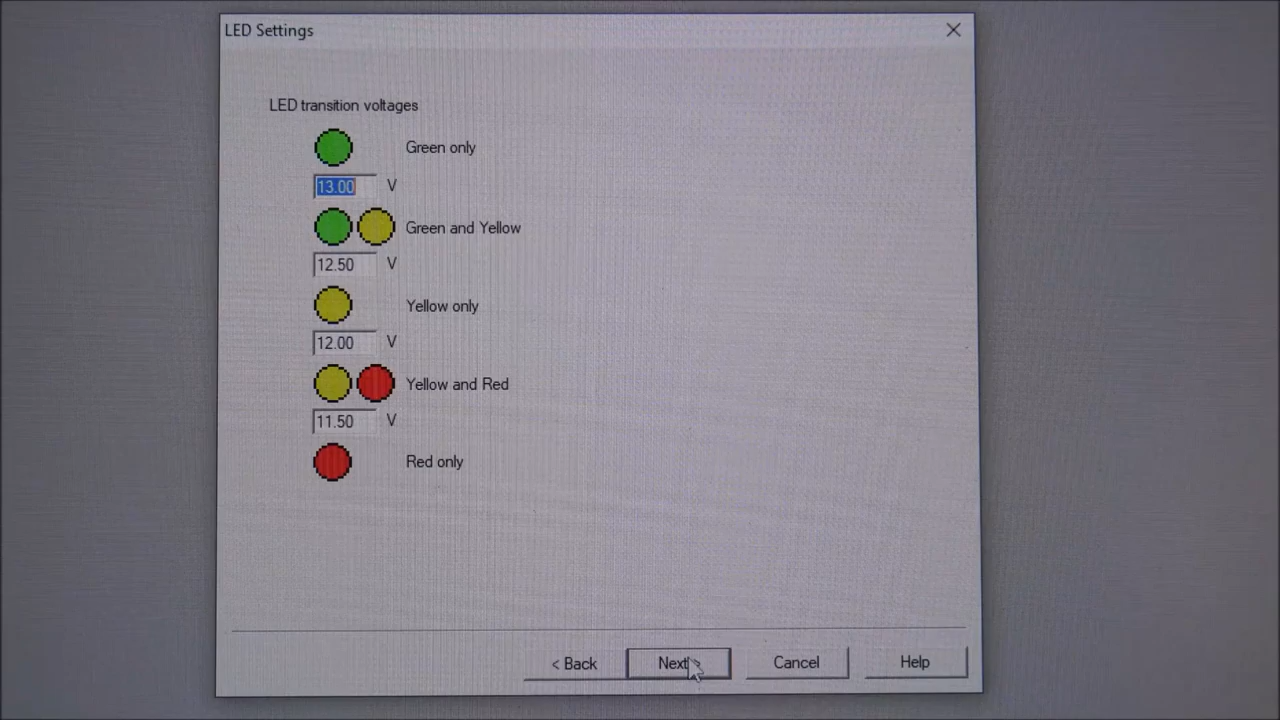 LED Settings
LED transition voltages
Green only
13.00 V
Green and Yellow
12.50 V
Yellow only
12.00 V
Yellow and Red
11.50 V
Red only
< Back Next > Cancel Help